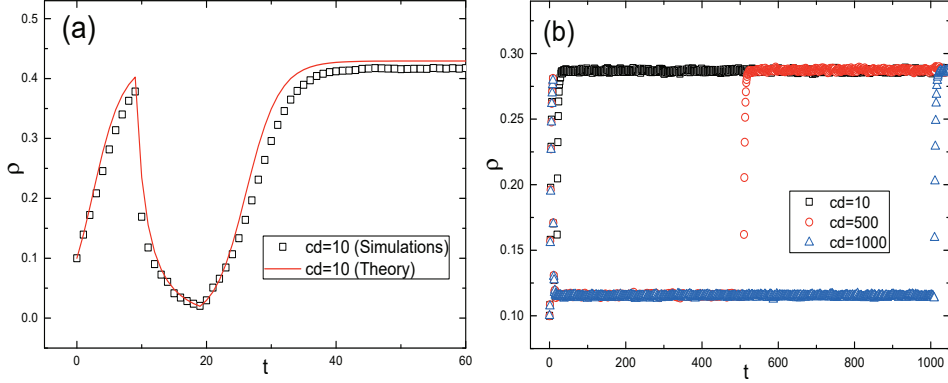 (a)
0.5
0.4
0.3
0.2
0.1
0.0
ρ
cd=10 (Simulations)
cd=10 (Theory)
0
20
40
60
t
(b)
0.30
0.25
0.20
0.15
0.10
ρ
cd=10
cd=500
cd=1000
0
200
400
600
800
1000
t